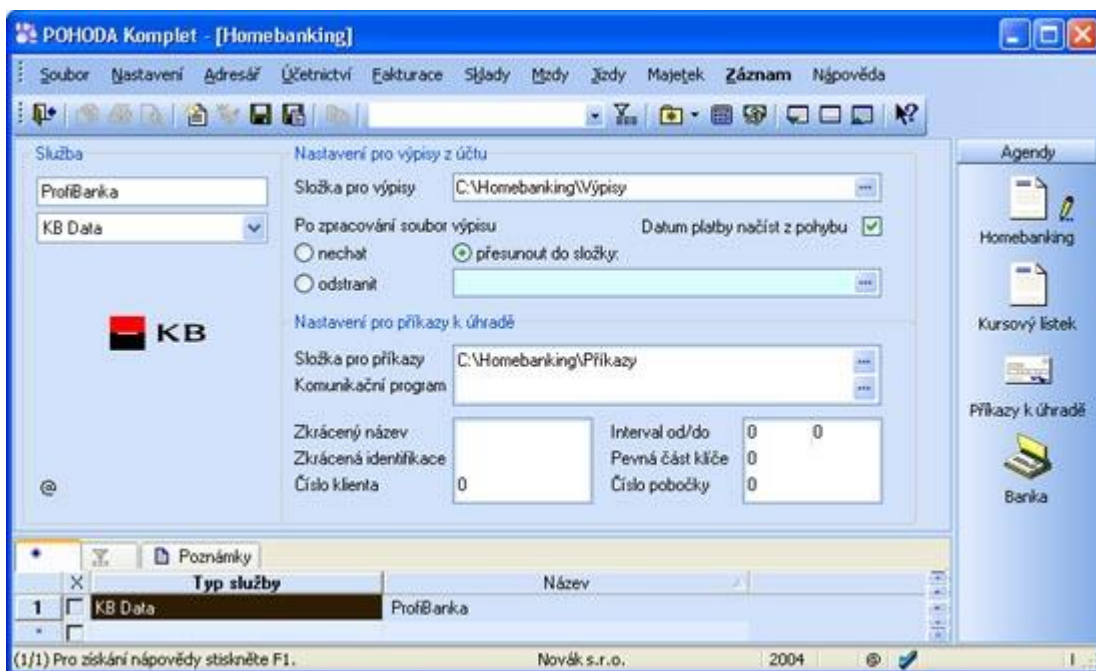 POHODA Komplet - [Homebanking]
Soubor Nastavení Adresář Účetnictví Fakturace Sklady Mzdy Jízdy Majetek Záznam Nápověda
Služba
ProfiBanka
KB Data
KB
@
Nastavení pro výpisy z účtu
Složka pro výpisy C:\Homebanking\Výpisy
Po zpracování soubor výpisu Datum platby načíst z pohybu
nechat přesunout do složky:
odstranit
Nastavení pro příkazy k úhradě
Složka pro příkazy C:\Homebanking\Příkazy
Komunikační program
Zkrácený název Interval od/do 0 0
Zkrácená identifikace Pevná část klíče 0
Číslo klienta 0 Číslo pobočky 0
Agendy
Homebanking
Kursový lístek
Příkazy k úhradě
Banka
Poznámky
X Typ služby Název
1 KB Data ProfiBanka
(1/1) Pro získání nápovědy stiskněte F1. Novák s.r.o. 2004 @